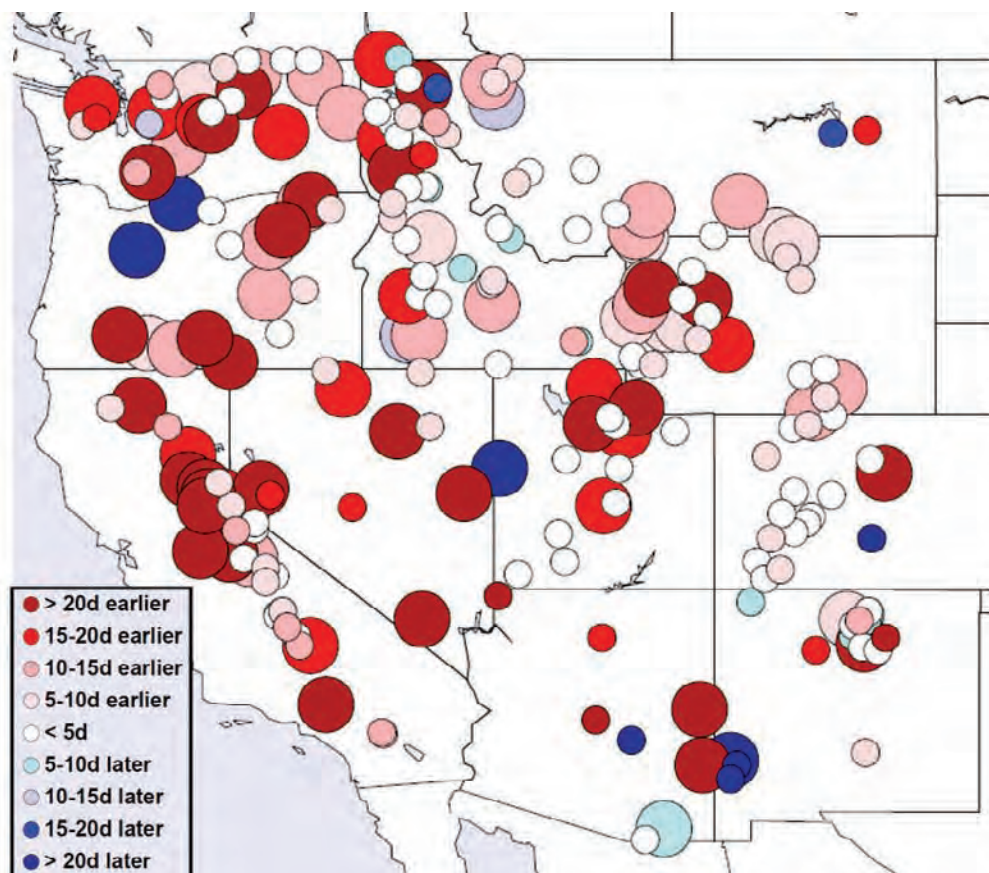 > 20d earlier
15-20d earlier
10-15d earlier
5-10d earlier
< 5d
5-10d later
10-15d later
15-20d later
> 20d later